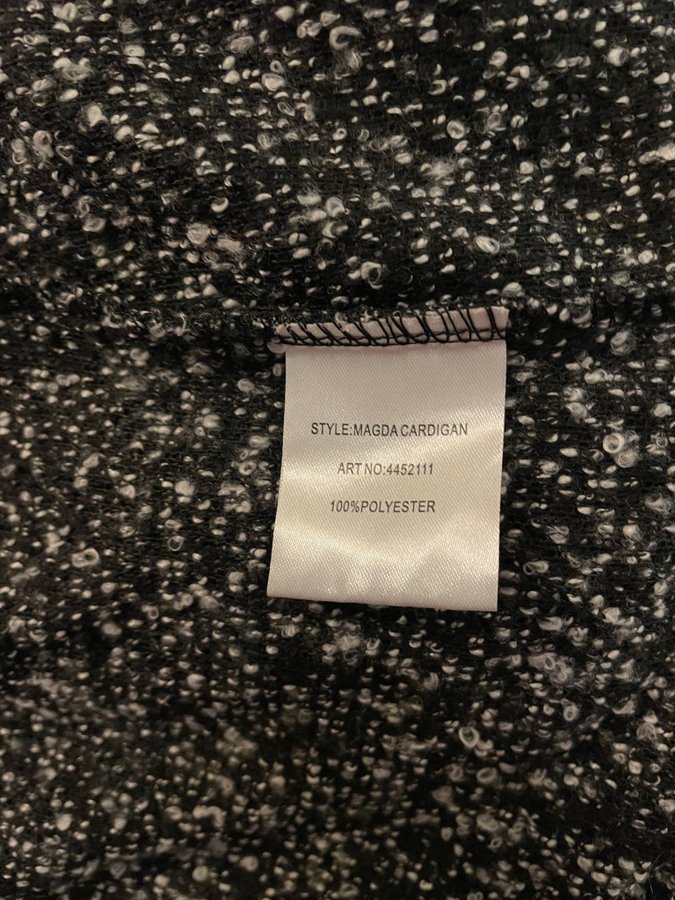 STYLE:MAGDA CARDIGAN
ART NO:4452111
100%POLYESTER